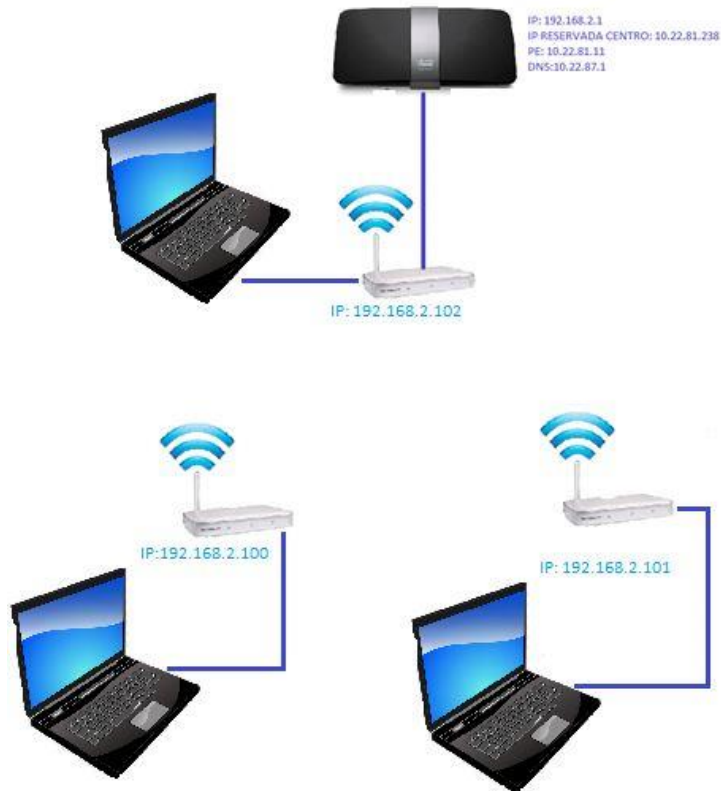 IP: 192.168.2.1
IP RESERVADA CENTRO: 10.22.81.238
PE: 10.22.81.11
DNS:10.22.87.1
IP: 192.168.2.102
IP:192.168.2.100
IP: 192.168.2.101